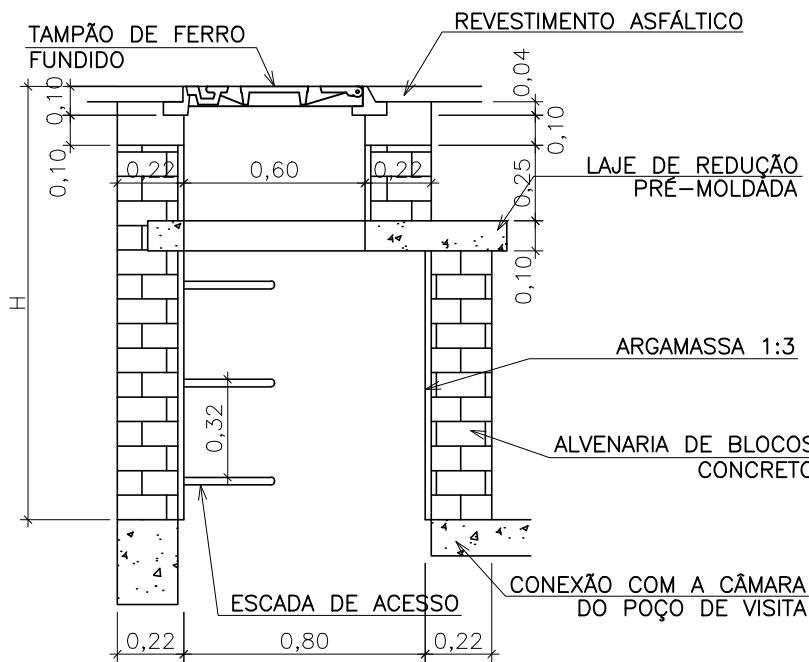 REVESTIMENTO ASFÁLTICO
TAMPÃO DE FERRO
FUNDIDO
0,10
0,04
0,10
0,10
0,22
0,60
0,22
0,25
LAJE DE REDUÇÃO
PRÉ-MOLDADA
0,10
H
ARGAMASSA 1:3
0,32
ALVENARIA DE BLOCOS
CONCRETO
ESCADA DE ACESSO
CONEXÃO COM A CÂMARA
DO POÇO DE VISITA
0,22
0,80
0,22